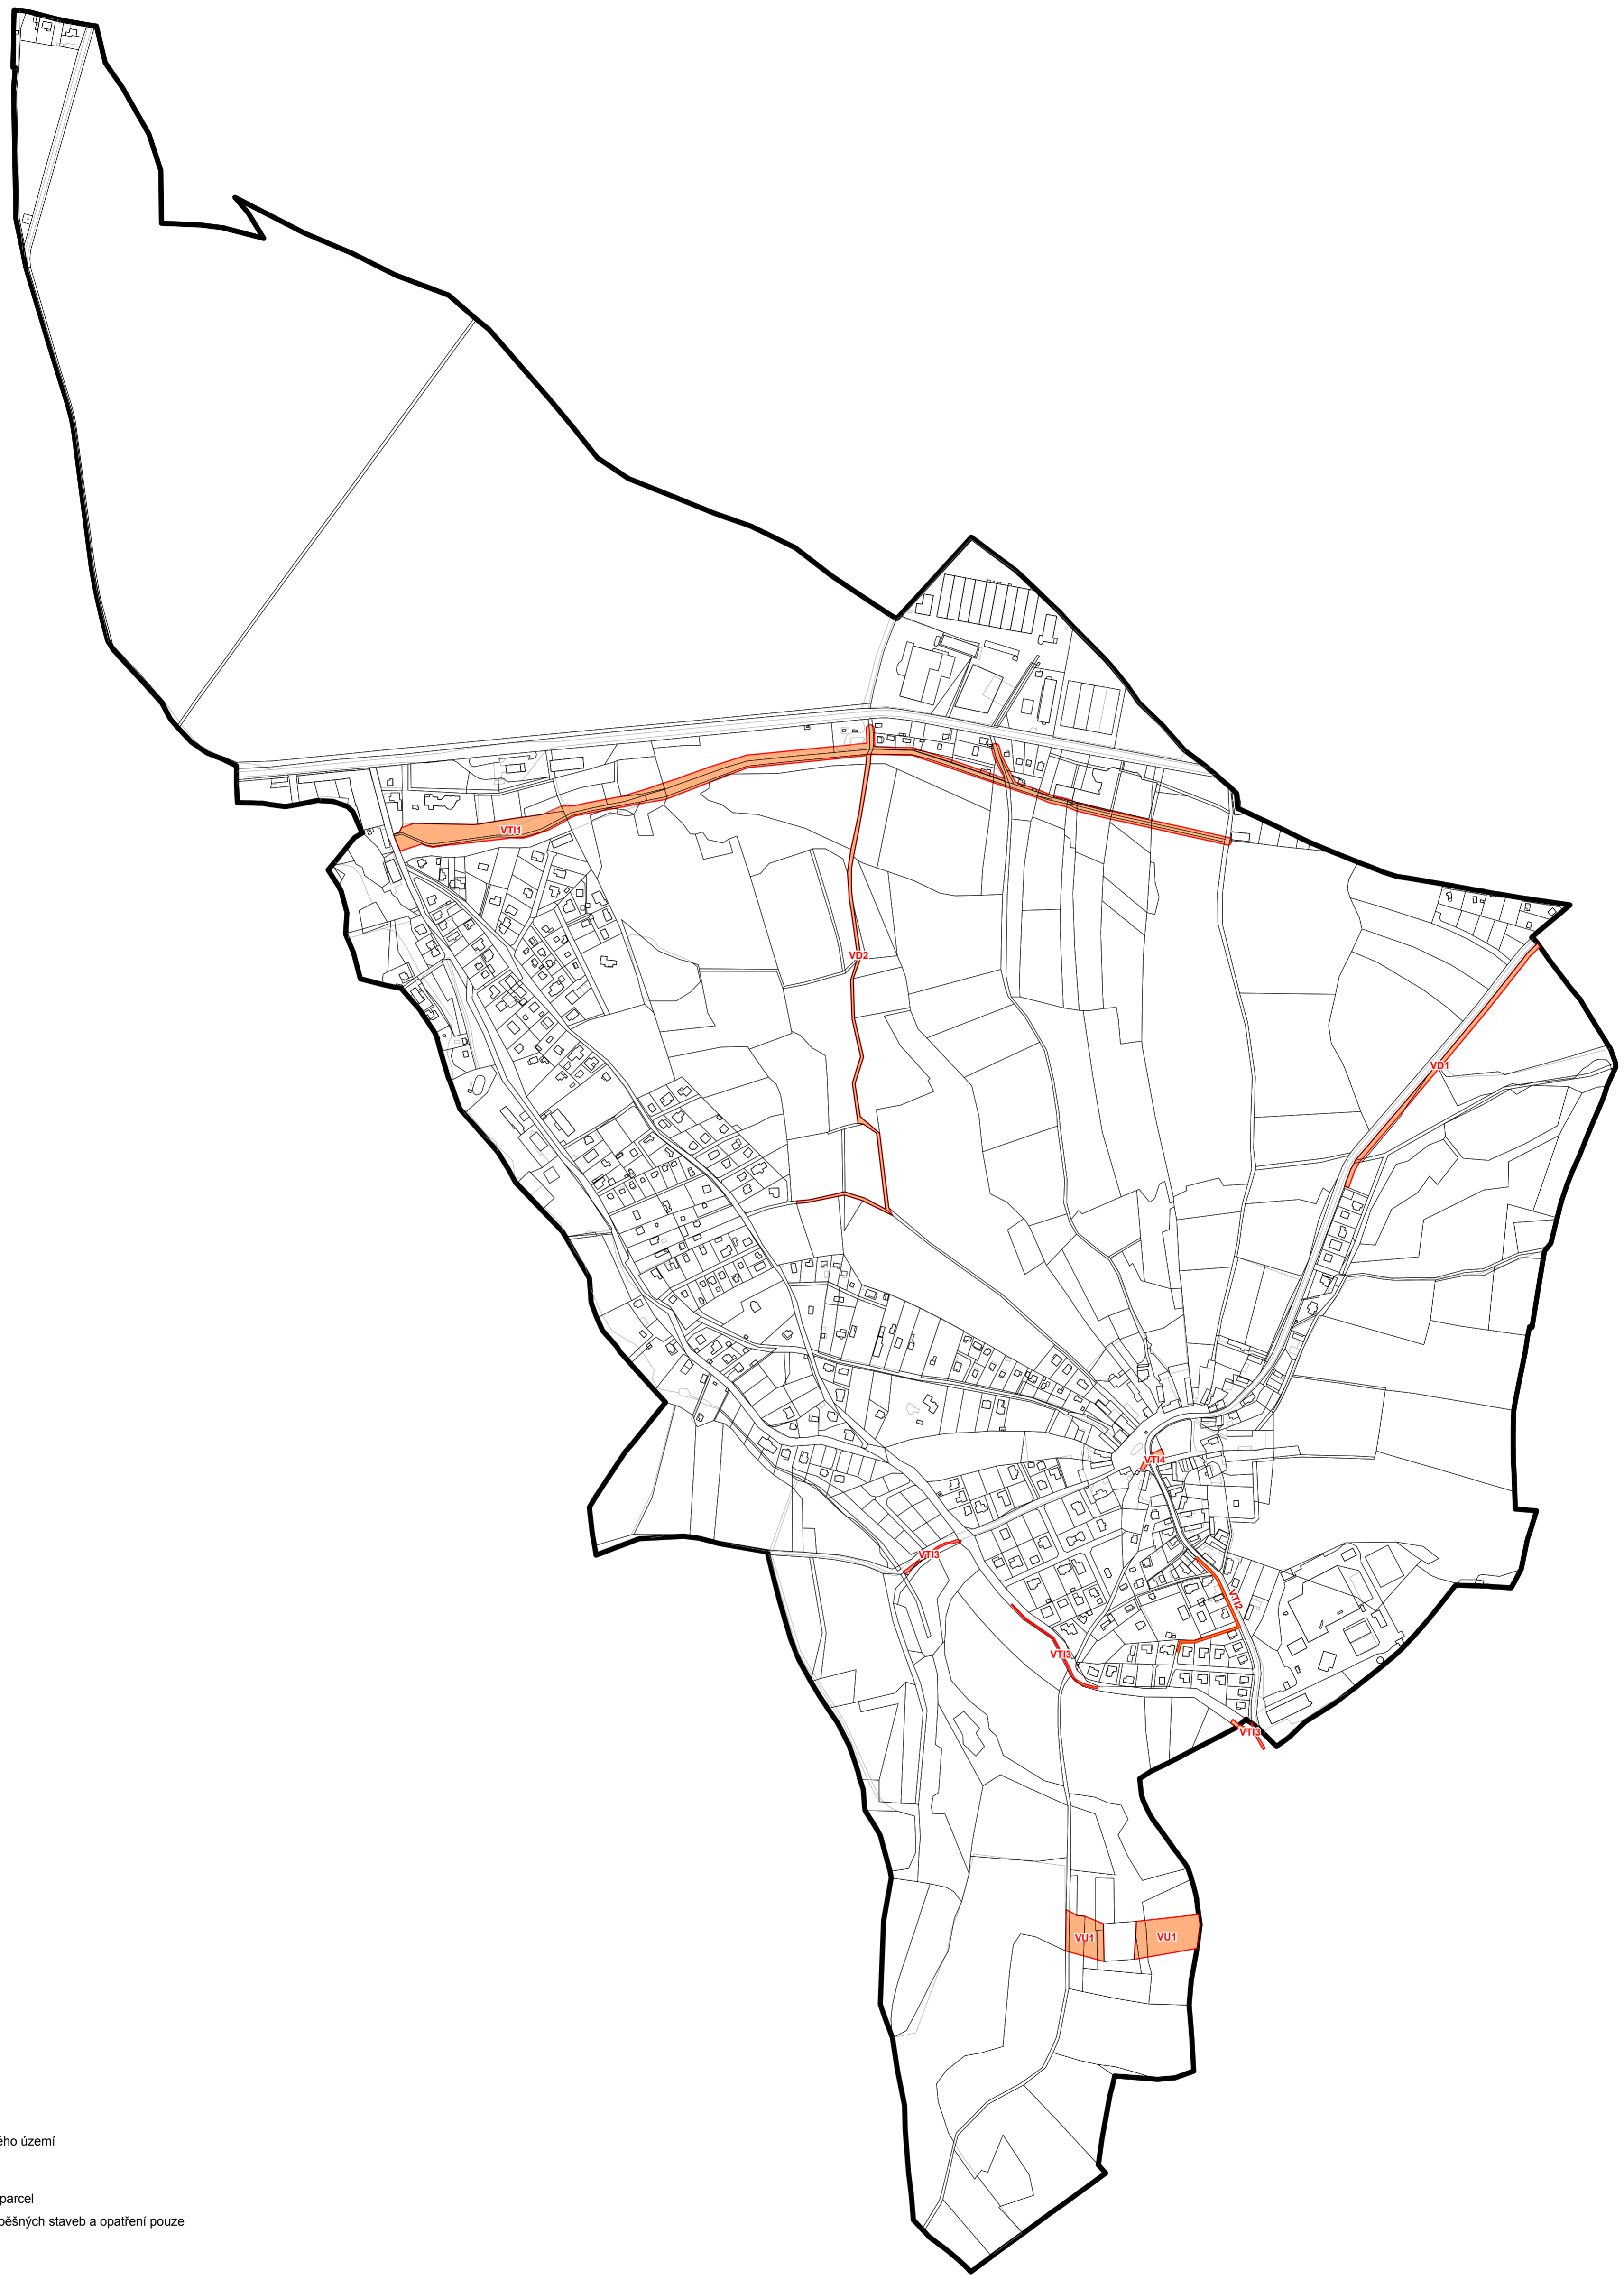 VTI1
VD2
VD1
VTI4
VTI3
VTI2
VTI3
VTI3
VU1
VU1
ého území
parcel
pěšných staveb a opatření pouze